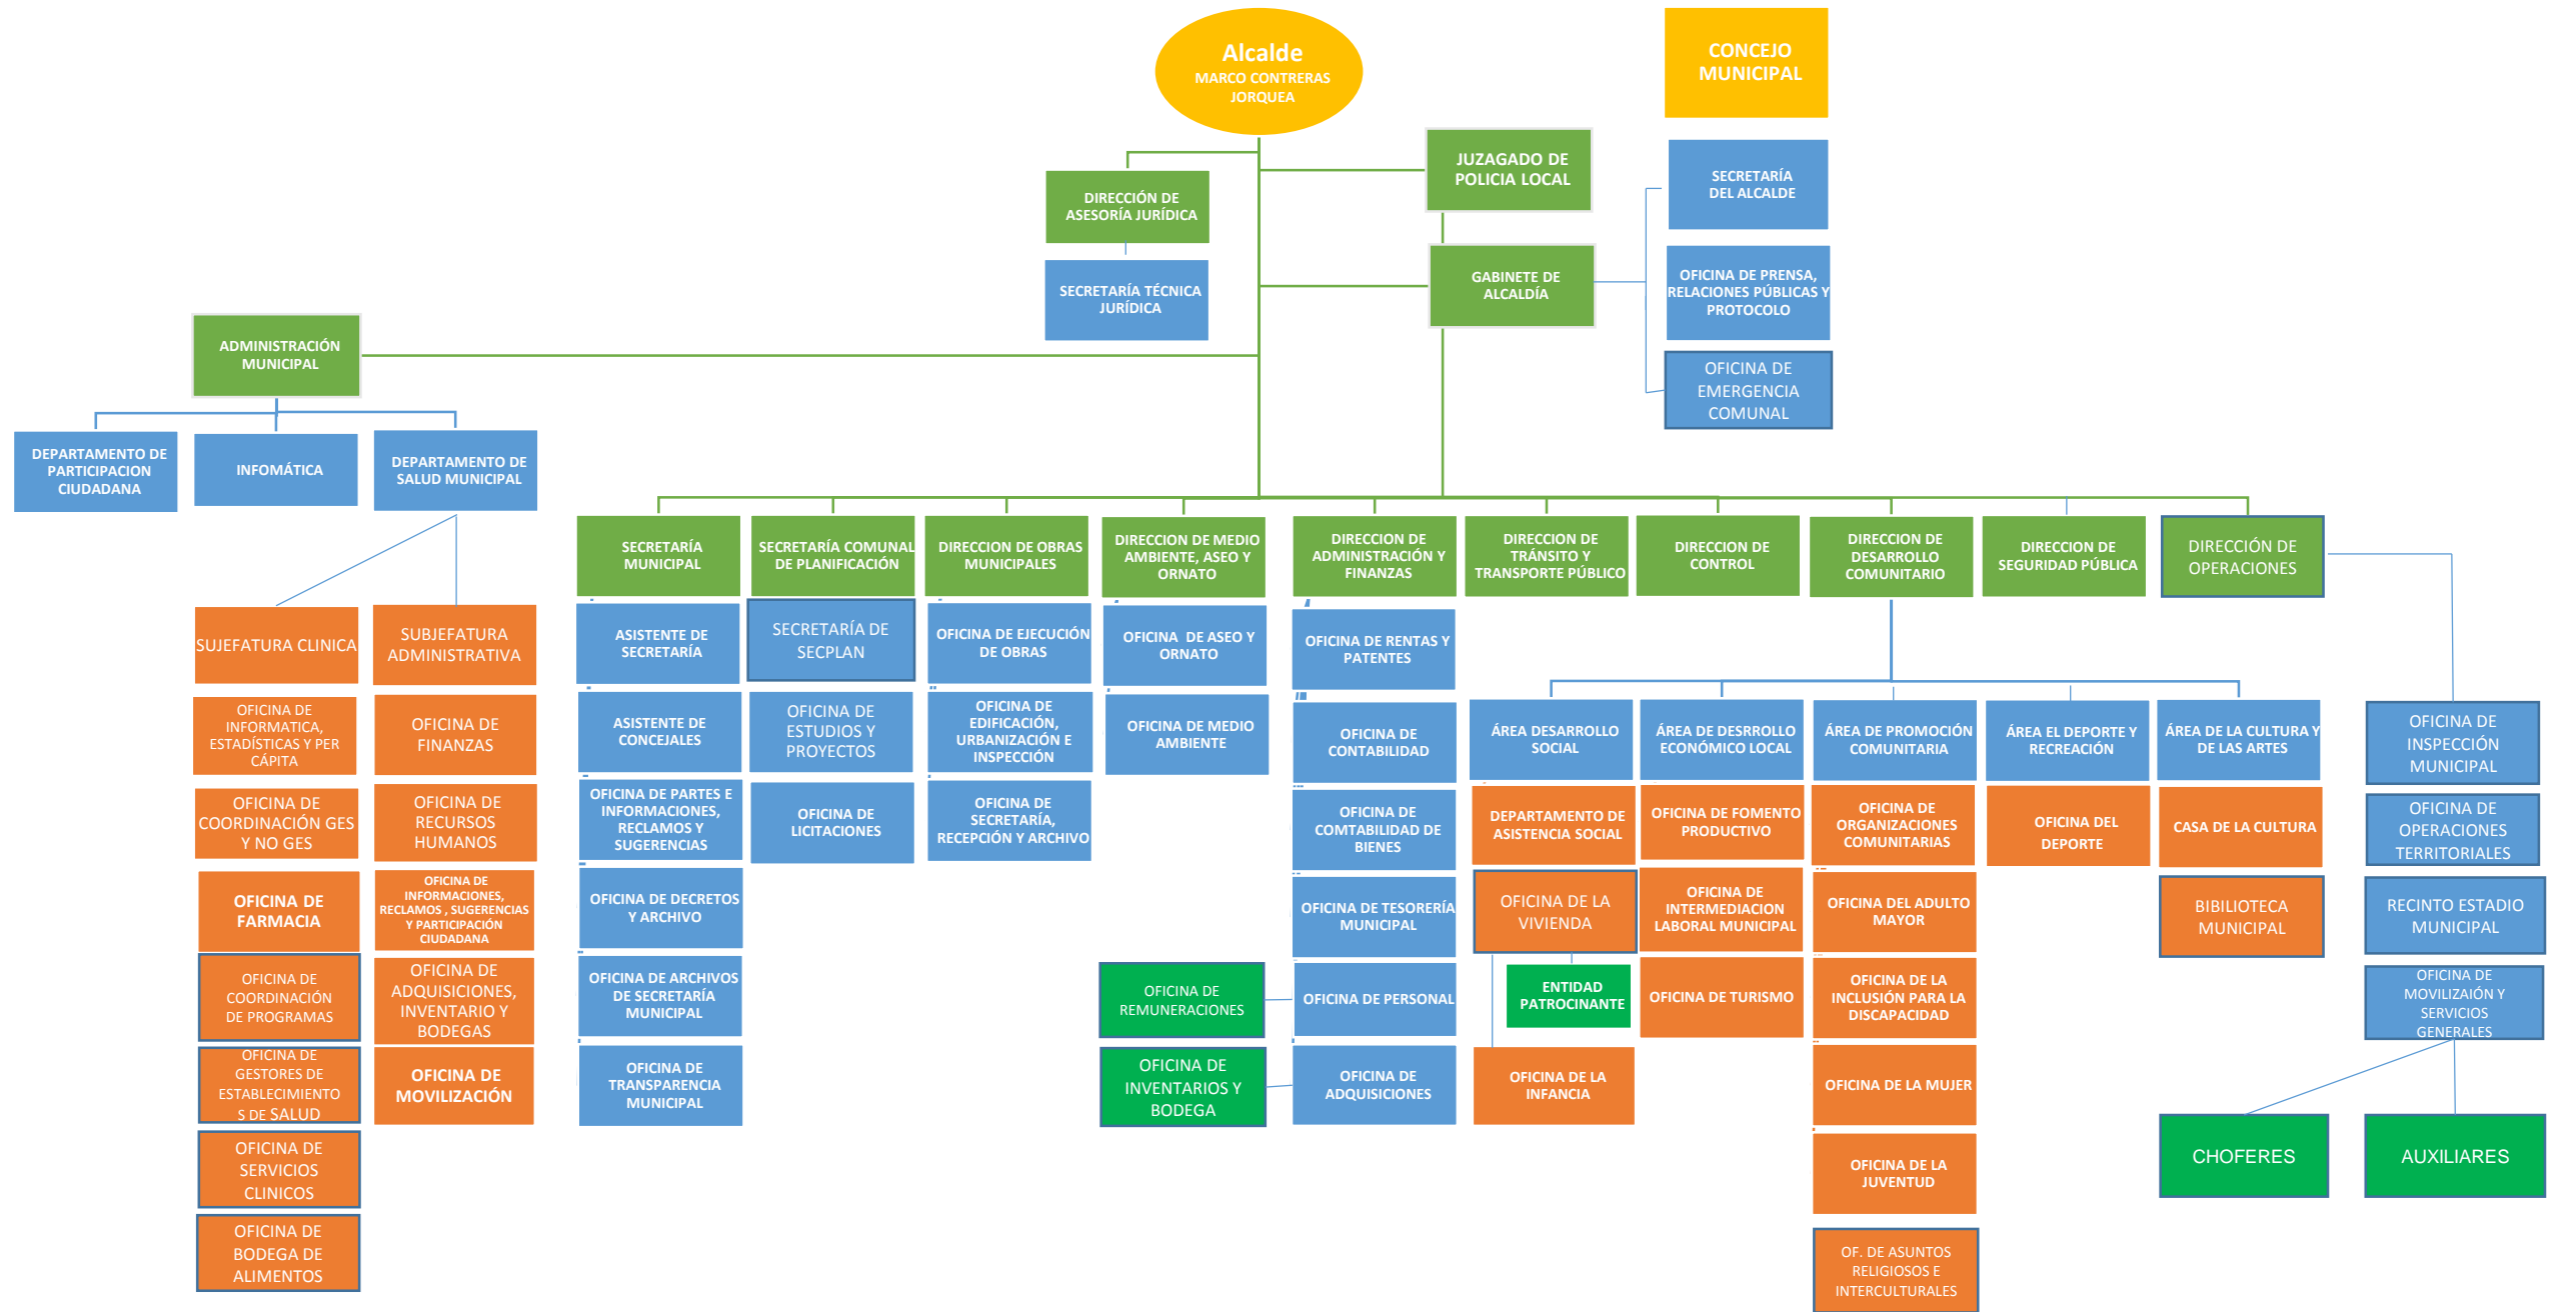 Alcalde
MARCO CONTRERAS
JORQUEA
CONCEJO
MUNICIPAL
JUZAGADO DE
POLICIA LOCAL
SECRETARÍA
DEL ALCALDE
DIRECCIÓN DE
ASESORÍA JURÍDICA
GABINETE DE
ALCALDÍA
OFICINA DE PRENSA,
RELACIONES PÚBLICAS Y
PROTOCOLO
SECRETARÍA TÉCNICA
JURÍDICA
OFICINA DE
EMERGENCIA
COMUNAL
ADMINISTRACIÓN
MUNICIPAL
DEPARTAMENTO DE
PARTICIPACION
CIUDADANA
INFOMÁTICA
DEPARTAMENTO DE
SALUD MUNICIPAL
SUJEFATURA CLINICA
OFICINA DE
INFORMATICA,
ESTADÍSTICAS Y PER
CÁPITA
OFICINA DE
COORDINACIÓN GES
Y NO GES
OFICINA DE
FARMACIA
OFICINA DE
COORDINACIÓN
DE PROGRAMAS
OFICINA DE
GESTORES DE
ESTABLECIMIENTO
S DE SALUD
OFICINA DE
SERVICIOS
CLINICOS
OFICINA DE
BODEGA DE
ALIMENTOS
SUBJEFATURA
ADMINISTRATIVA
OFICINA DE
FINANZAS
OFICINA DE
RECURSOS
HUMANOS
OFICINA DE
INFORMACIONES,
RECLAMOS , SUGERENCIAS
Y PARTICIPACIÓN
CIUDADANA
OFICINA DE
ADQUISICIONES,
INVENTARIO Y
BODEGAS
OFICINA DE
MOVILIZACIÓN
SECRETARÍA
MUNICIPAL
ASISTENTE DE
SECRETARÍA
ASISTENTE DE
CONCEJALES
OFICINA DE PARTES E
INFORMACIONES,
RECLAMOS Y
SUGERENCIAS
OFICINA DE DECRETOS
Y ARCHIVO
OFICINA DE ARCHIVOS
DE SECRETARÍA
MUNICIPAL
OFICINA DE
TRANSPARENCIA
MUNICIPAL
SECRETARÍA COMUNAL
DE PLANIFICACIÓN
SECRETARÍA DE
SECPLAN
OFICINA DE
ESTUDIOS Y
PROYECTOS
OFICINA DE
LICITACIONES
DIRECCION DE OBRAS
MUNICIPALES
OFICINA DE EJECUCIÓN
DE OBRAS
OFICINA DE
EDIFICACIÓN,
URBANIZACIÓN E
INSPECCIÓN
OFICINA DE
SECRETARÍA,
RECEPCIÓN Y ARCHIVO
DIRECCION DE MEDIO
AMBIENTE, ASEO Y
ORNATO
OFICINA DE ASEO Y
ORNATO
OFICINA DE MEDIO
AMBIENTE
DIRECCION DE
ADMINISTRACIÓN Y
FINANZAS
OFICINA DE RENTAS Y
PATENTES
OFICINA DE
CONTABILIDAD
OFICINA DE
COMTABILIDAD DE
BIENES
OFICINA DE TESORERÍA
MUNICIPAL
OFICINA DE PERSONAL
OFICINA DE
REMUNERACIONES
OFICINA DE
ADQUISICIONES
OFICINA DE
INVENTARIOS Y
BODEGA
DIRECCION DE
TRÁNSITO Y
TRANSPORTE PÚBLICO
DIRECCION DE
CONTROL
DIRECCION DE
DESARROLLO
COMUNITARIO
ÁREA DESARROLLO
SOCIAL
DEPARTAMENTO DE
ASISTENCIA SOCIAL
OFICINA DE LA
VIVIENDA
ENTIDAD
PATROCINANTE
OFICINA DE LA
INFANCIA
ÁREA DE DESRROLLO
ECONÓMICO LOCAL
OFICINA DE FOMENTO
PRODUCTIVO
OFICINA DE
INTERMEDIACION
LABORAL MUNICIPAL
OFICINA DE TURISMO
ÁREA DE PROMOCIÓN
COMUNITARIA
OFICINA DE
ORGANIZACIONES
COMUNITARIAS
OFICINA DEL ADULTO
MAYOR
OFICINA DE LA
INCLUSIÓN PARA LA
DISCAPACIDAD
OFICINA DE LA MUJER
OFICINA DE LA
JUVENTUD
OF. DE ASUNTOS
RELIGIOSOS E
INTERCULTURALES
ÁREA EL DEPORTE Y
RECREACIÓN
OFICINA DEL
DEPORTE
ÁREA DE LA CULTURA Y
DE LAS ARTES
CASA DE LA CULTURA
BIBILIOTECA
MUNICIPAL
DIRECCION DE
SEGURIDAD PÚBLICA
DIRECCIÓN DE
OPERACIONES
OFICINA DE
INSPECCIÓN
MUNICIPAL
OFICINA DE
OPERACIONES
TERRITORIALES
RECINTO ESTADIO
MUNICIPAL
OFICINA DE
MOVILIZAIÓN Y
SERVICIOS
GENERALES
CHOFERES
AUXILIARES